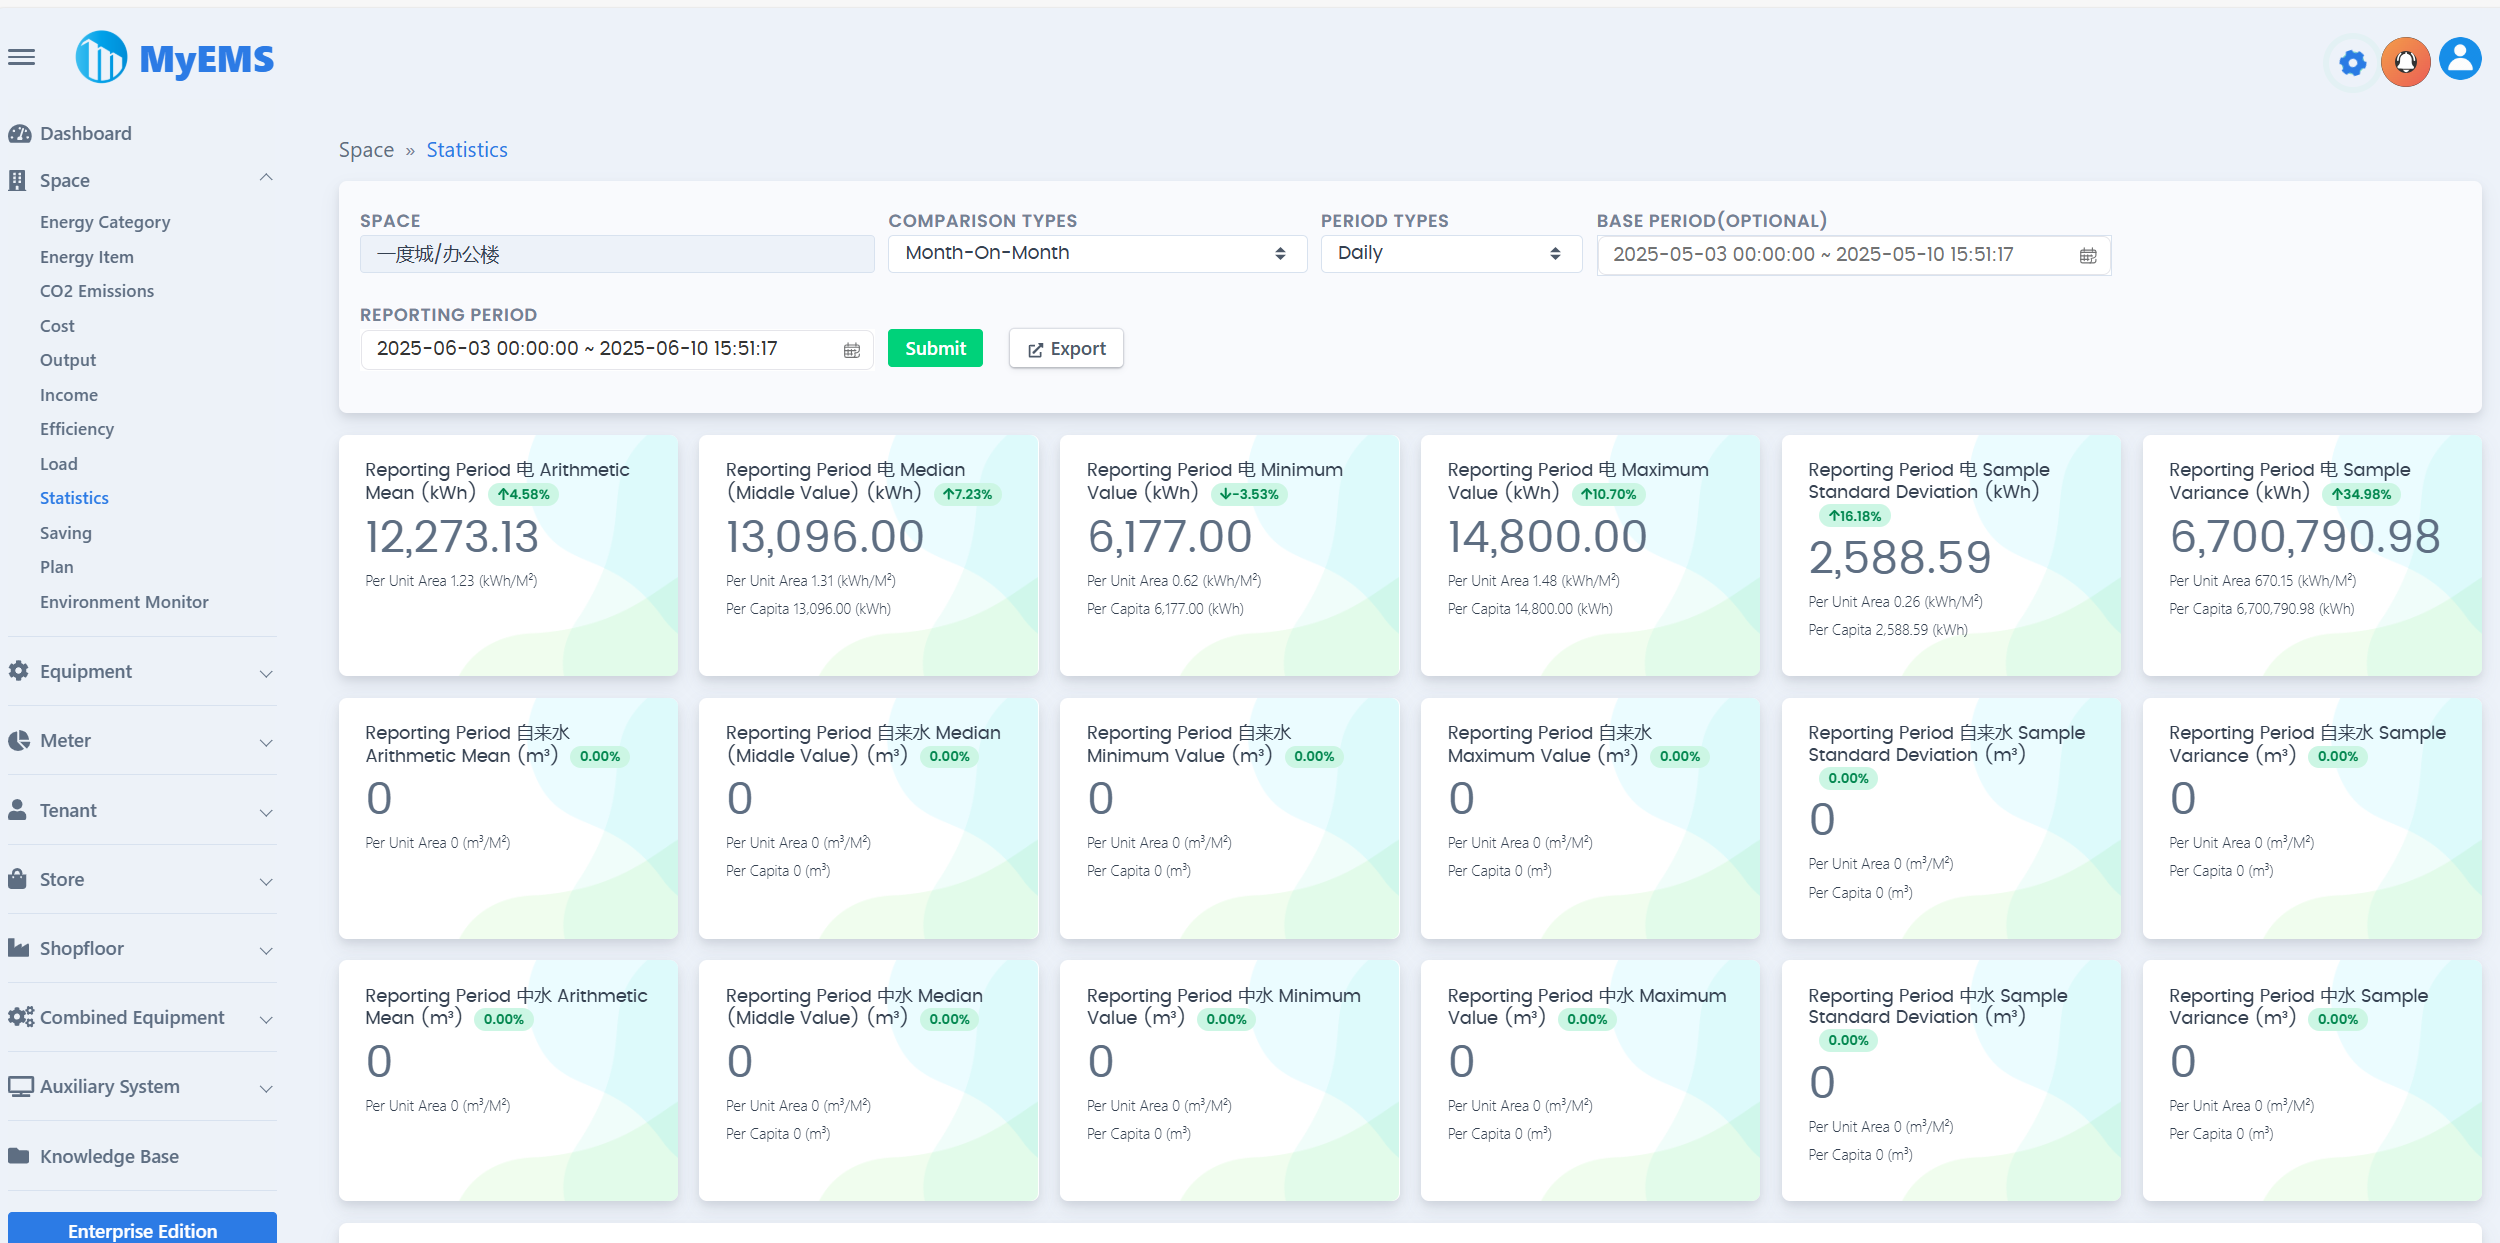 MyEMS
Dashboard
Space
Energy Category
Energy Item
CO2 Emissions
Cost
Output
Income
Efficiency
Load
Statistics
Saving
Plan
Environment Monitor
Equipment
Meter
Tenant
Store
Shopfloor
Combined Equipment
Auxiliary System
Knowledge Base
Enterprise Edition
Space » Statistics
SPACE
一度城/办公楼
COMPARISON TYPES
Month-On-Month
PERIOD TYPES
Daily
BASE PERIOD(OPTIONAL)
2025-05-03 00:00:00 ~ 2025-05-10 15:51:17
REPORTING PERIOD
2025-06-03 00:00:00 ~ 2025-06-10 15:51:17
Submit
Export
Reporting Period 电 Arithmetic
Mean (kWh) ↑4.58%
12,273.13
Per Unit Area 1.23 (kWh/M²)
Reporting Period 电 Median
(Middle Value) (kWh) ↑7.23%
13,096.00
Per Unit Area 1.31 (kWh/M²)
Per Capita 13,096.00 (kWh)
Reporting Period 电 Minimum
Value (kWh) ↓-3.53%
6,177.00
Per Unit Area 0.62 (kWh/M²)
Per Capita 6,177.00 (kWh)
Reporting Period 电 Maximum
Value (kWh) ↑10.70%
14,800.00
Per Unit Area 1.48 (kWh/M²)
Per Capita 14,800.00 (kWh)
Reporting Period 电 Sample
Standard Deviation (kWh)
↑16.18%
2,588.59
Per Unit Area 0.26 (kWh/M²)
Per Capita 2,588.59 (kWh)
Reporting Period 电 Sample
Variance (kWh) ↑34.98%
6,700,790.98
Per Unit Area 670.15 (kWh/M²)
Per Capita 6,700,790.98 (kWh)
Reporting Period 自来水
Arithmetic Mean (m³) 0.00%
0
Per Unit Area 0 (m³/M²)
Reporting Period 自来水 Median
(Middle Value) (m³) 0.00%
0
Per Unit Area 0 (m³/M²)
Per Capita 0 (m³)
Reporting Period 自来水
Minimum Value (m³) 0.00%
0
Per Unit Area 0 (m³/M²)
Per Capita 0 (m³)
Reporting Period 自来水
Maximum Value (m³) 0.00%
0
Per Unit Area 0 (m³/M²)
Per Capita 0 (m³)
Reporting Period 自来水 Sample
Standard Deviation (m³)
0.00%
0
Per Unit Area 0 (m³/M²)
Per Capita 0 (m³)
Reporting Period 自来水 Sample
Variance (m³) 0.00%
0
Per Unit Area 0 (m³/M²)
Per Capita 0 (m³)
Reporting Period 中水 Arithmetic
Mean (m³) 0.00%
0
Per Unit Area 0 (m³/M²)
Reporting Period 中水 Median
(Middle Value) (m³) 0.00%
0
Per Unit Area 0 (m³/M²)
Per Capita 0 (m³)
Reporting Period 中水 Minimum
Value (m³) 0.00%
0
Per Unit Area 0 (m³/M²)
Per Capita 0 (m³)
Reporting Period 中水 Maximum
Value (m³) 0.00%
0
Per Unit Area 0 (m³/M²)
Per Capita 0 (m³)
Reporting Period 中水 Sample
Standard Deviation (m³)
0.00%
0
Per Unit Area 0 (m³/M²)
Per Capita 0 (m³)
Reporting Period 中水 Sample
Variance (m³) 0.00%
0
Per Unit Area 0 (m³/M²)
Per Capita 0 (m³)